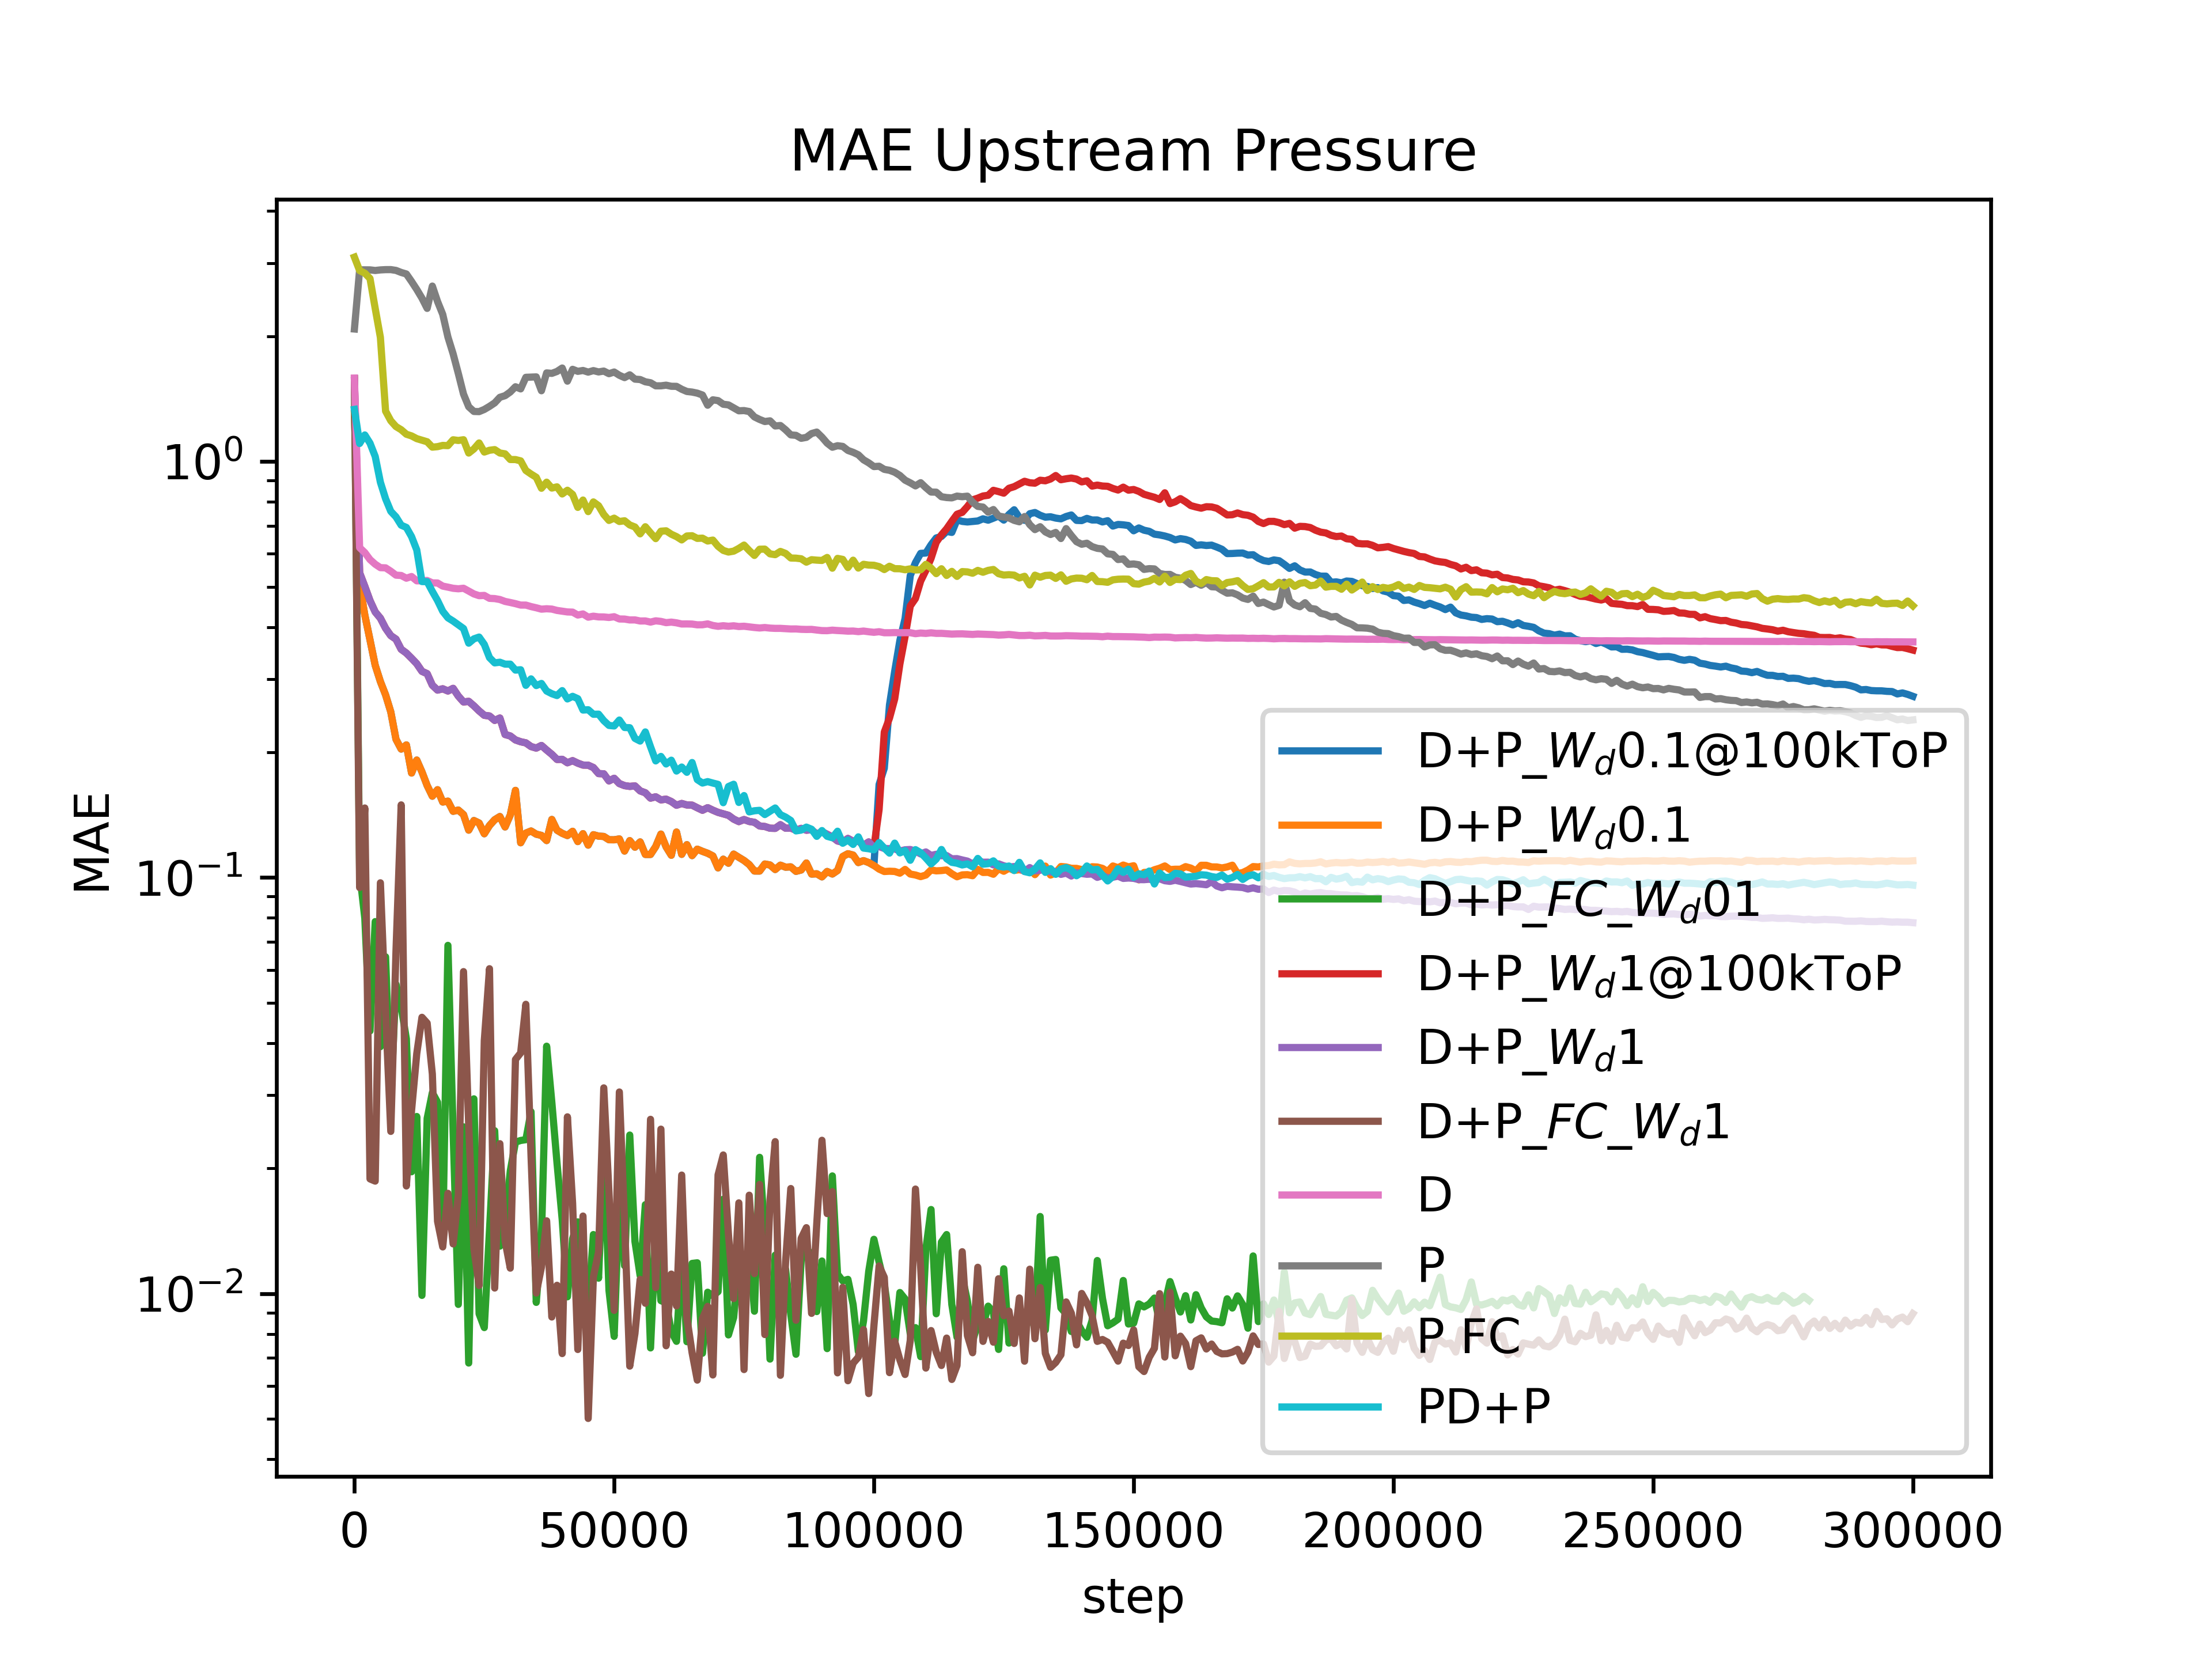 MAE Upstream Pressure
MAE
10⁰
10⁻¹
10⁻²
D+P_W_d0.1@100kToP
D+P_W_d0.1
D+P_FC_W_d01
D+P_W_d1@100kToP
D+P_W_d1
D+P_FC_W_d1
D
P
P FC
PD+P
0 50000 100000 150000 200000 250000 300000
step